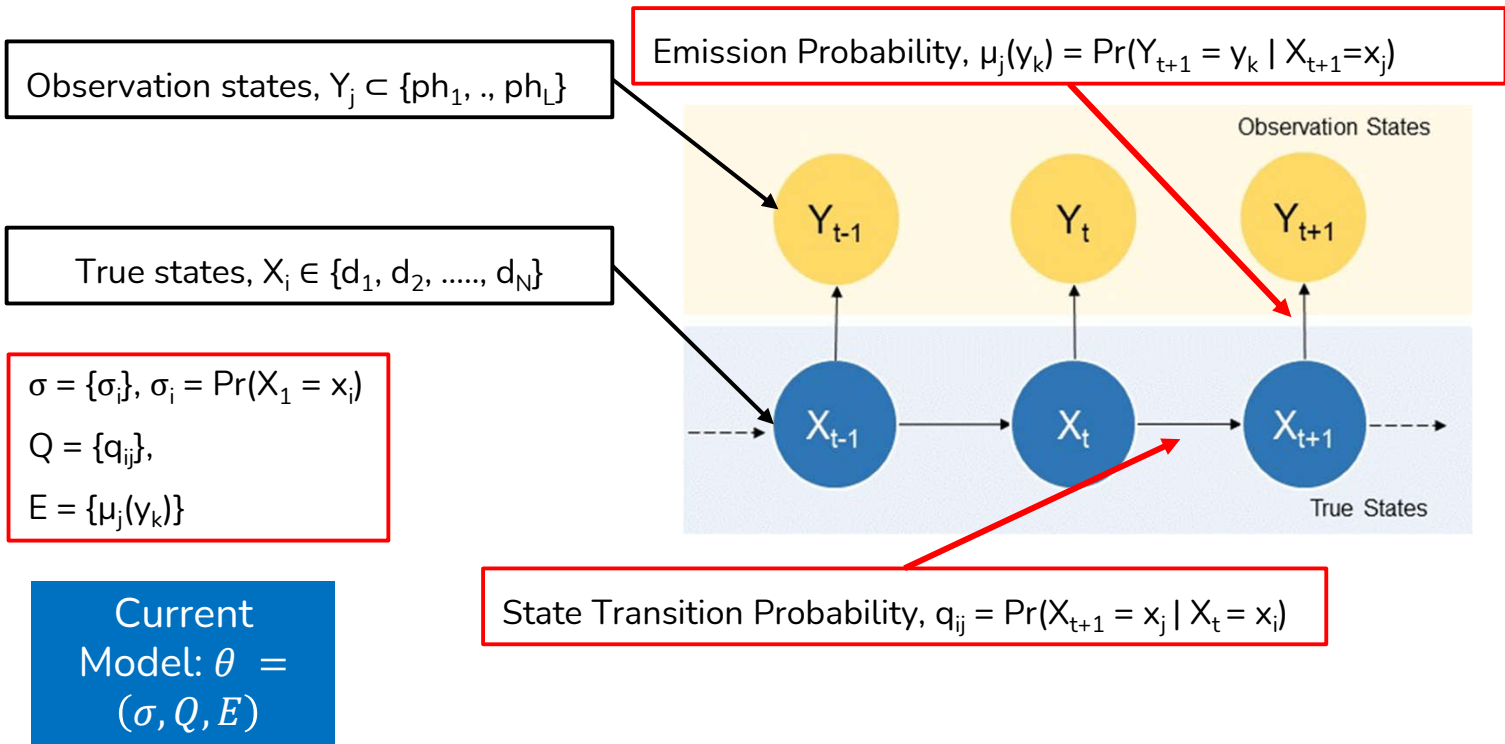 Emission Probability, μⱼ(yₖ) = Pr(Yₜ₊₁ = yₖ | Xₜ₊₁=xⱼ)
Observation states, Yⱼ ⊂ {ph₁, ., ph_L}
Observation States
Yₜ₋₁
Yₜ
Yₜ₊₁
True states, Xᵢ ∈ {d₁, d₂, ....., d_N}
σ = {σᵢ}, σᵢ = Pr(X₁ = xᵢ)
Q = {qᵢⱼ},
E = {μⱼ(yₖ)}
Xₜ₋₁
Xₜ
Xₜ₊₁
True States
State Transition Probability, qᵢⱼ = Pr(Xₜ₊₁ = xⱼ | Xₜ = xᵢ)
Current
Model: θ =
(σ, Q, E)